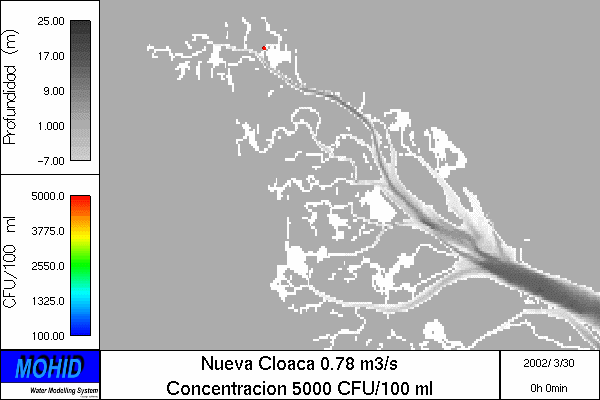 Profundidad (m)
25.00
17.00
9.00
1.000
-7.00
CFU/100 ml
5000.0
3775.0
2550.0
1325.0
100.00
MOHID
Water Modelling System
Nueva Cloaca 0.78 m3/s
Concentracion 5000 CFU/100 ml
2002/ 3/30
0h 0min